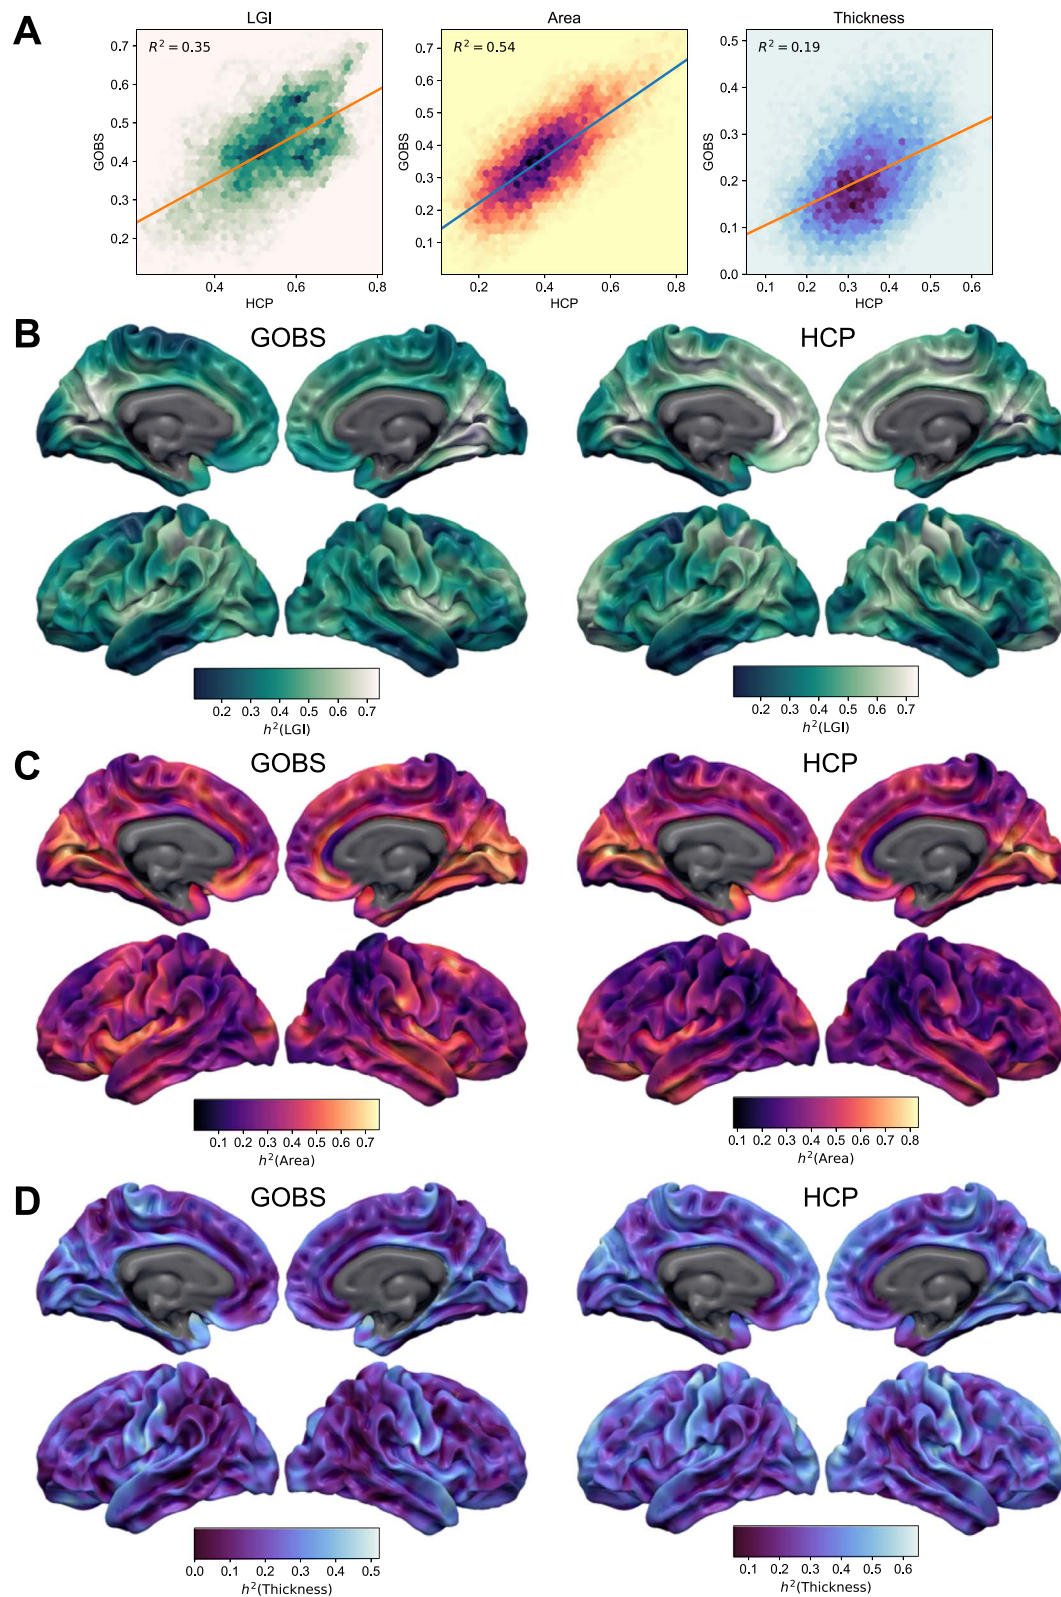 A
LGI
Area
Thickness
R² = 0.35
R² = 0.54
R² = 0.19
0.7
0.6
0.5
0.4
0.3
0.2
GOBS
0.4
0.6
0.8
HCP
0.7
0.6
0.5
0.4
0.3
0.2
0.1
GOBS
0.2
0.4
0.6
0.8
HCP
0.5
0.4
0.3
0.2
0.1
0.0
GOBS
0.1
0.2
0.3
0.4
0.5
0.6
HCP
B
GOBS
HCP
0.2 0.3 0.4 0.5 0.6 0.7
h²(LGI)
0.2 0.3 0.4 0.5 0.6 0.7
h²(LGI)
C
GOBS
HCP
0.1 0.2 0.3 0.4 0.5 0.6 0.7
h²(Area)
0.1 0.2 0.3 0.4 0.5 0.6 0.7 0.8
h²(Area)
D
GOBS
HCP
0.0 0.1 0.2 0.3 0.4 0.5
h²(Thickness)
0.1 0.2 0.3 0.4 0.5 0.6
h²(Thickness)